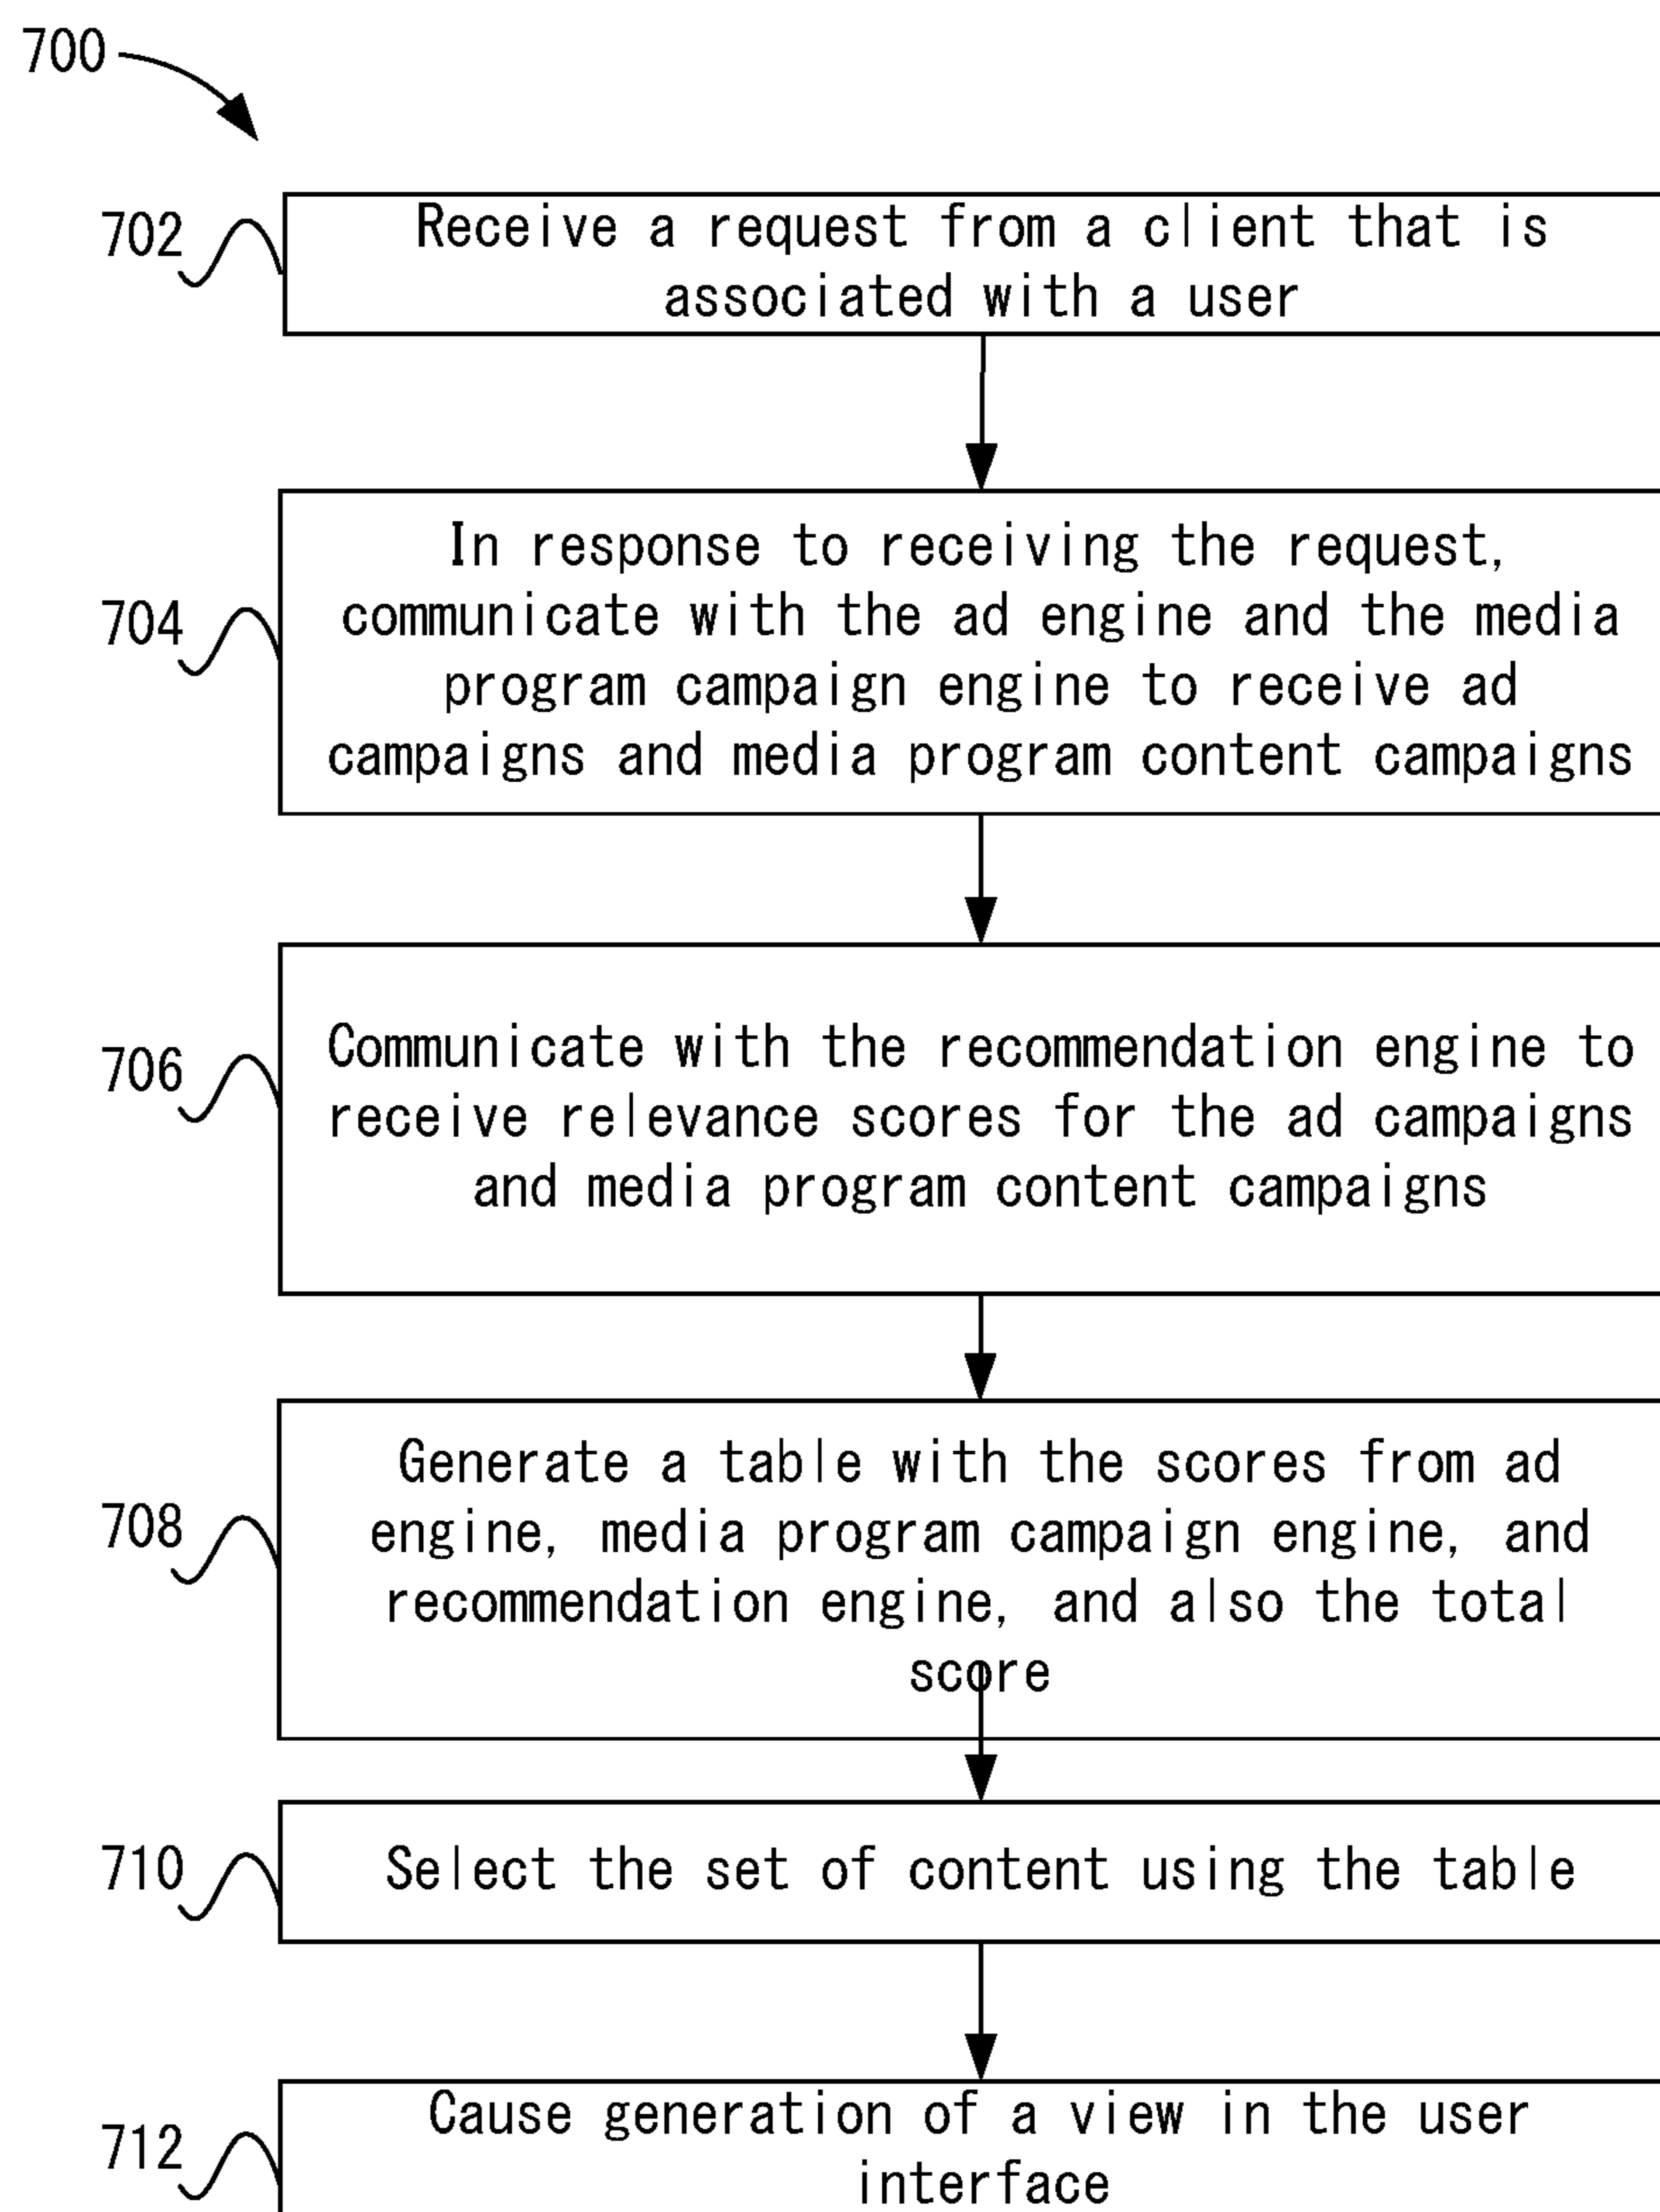 700
702
Receive a request from a client that is
associated with a user
704
In response to receiving the request,
communicate with the ad engine and the media
program campaign engine to receive ad
campaigns and media program content campaigns
706
Communicate with the recommendation engine to
receive relevance scores for the ad campaigns
and media program content campaigns
708
Generate a table with the scores from ad
engine, media program campaign engine, and
recommendation engine, and also the total
score
710
Select the set of content using the table
712
Cause generation of a view in the user
interface